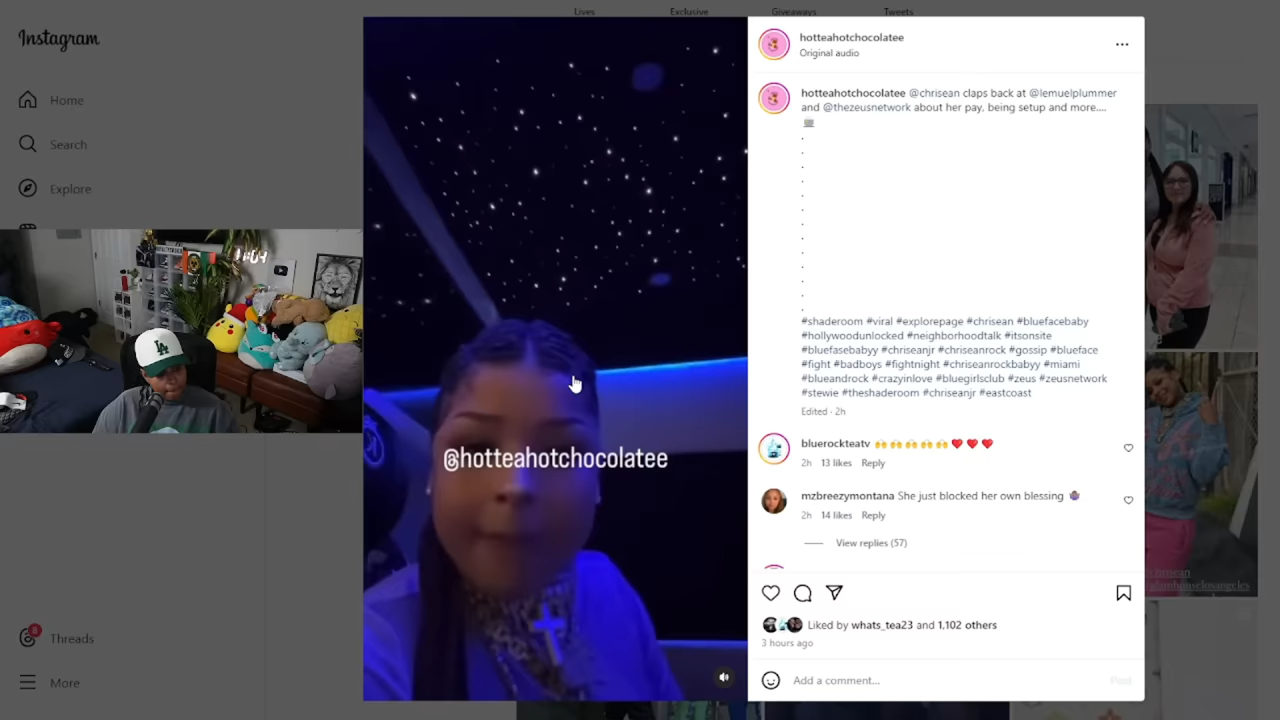 Lives
Exclusive
Giveaways
Tweets
Instagram
Home
Search
Explore
Threads
More
LA
@hotteahotchocolatee
hotteahotchocolatee
Original audio
hotteahotchocolatee @chrisean claps back at @lemuelplummer
and @thezeusnetwork about her pay, being setup and more....
.
.
.
.
.
.
.
.
.
.
.
.
.
#shaderoom #viral #explorepage #chrisean #bluefacebaby
#hollywoodunlocked #neighborhoodtalk #itsonsite
#bluefasebabyy #chriseanjr #chriseanrock #gossip #blueface
#fight #badboys #fightnight #chriseanrockbabyy #miami
#blueandrock #crazyinlove #bluegirlsclub #zeus #zeusnetwork
#stewie #theshaderoom #chriseanjr #eastcoast
Edited · 2h
bluerockteatv 🙌🙌🙌🙌🙌❤️❤️❤️
2h 13 likes Reply
mzbreezymontana She just blocked her own blessing 🤷🏽‍♀️
2h 14 likes Reply
View replies (57)
Liked by whats_tea23 and 1,102 others
3 hours ago
Add a comment...
Post